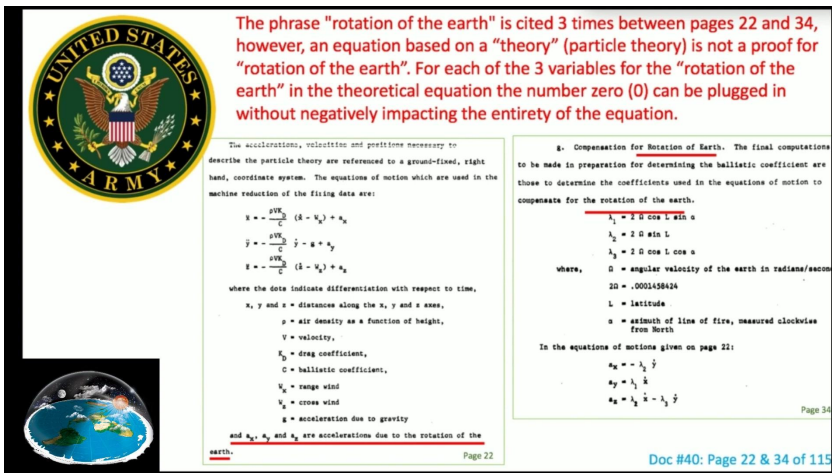 The phrase "rotation of the earth" is cited 3 times between pages 22 and 34,
however, an equation based on a “theory” (particle theory) is not a proof for
“rotation of the earth”. For each of the 3 variables for the “rotation of the
earth” in the theoretical equation the number zero (0) can be plugged in
without negatively impacting the entirety of the equation.
UNITED STATES
ARMY
The accelerations, velocities and positions necessary to
describe the particle theory are referenced to a ground-fixed, right
hand, coordinate system. The equations of motion which are used in the
machine reduction of the firing data are:
ẍ = - ρVK_D/C (ẋ - W_x) + a_x
ÿ = - ρVK_D/C ẏ - g + a_y
z̈ = - ρVK_D/C (ż - W_z) + a_z
where the dots indicate differentiation with respect to time,
x, y and z = distances along the x, y and z axes,
ρ = air density as a function of height,
V = velocity,
K_D = drag coefficient,
C = ballistic coefficient,
W_x = range wind
W_z = cross wind
g = acceleration due to gravity
and a_x, a_y and a_z are accelerations due to the rotation of the
earth.
Page 22
g. Compensation for Rotation of Earth. The final computations
to be made in preparation for determining the ballistic coefficient are
those to determine the coefficients used in the equations of motion to
compensate for the rotation of the earth.
λ₁ = 2 Ω cos L sin α
λ₂ = 2 Ω sin L
λ₃ = 2 Ω cos L cos α
where, Ω = angular velocity of the earth in radians/secon
2Ω = .0001458424
L = latitude
α = azimuth of line of fire, measured clockwise
from North
In the equations of motions given on page 22:
a_x = - λ₁ ẏ
a_y = λ₁ ẋ
a_z = λ₂ ẋ - λ₃ ẏ
Page 34
Doc #40: Page 22 & 34 of 115